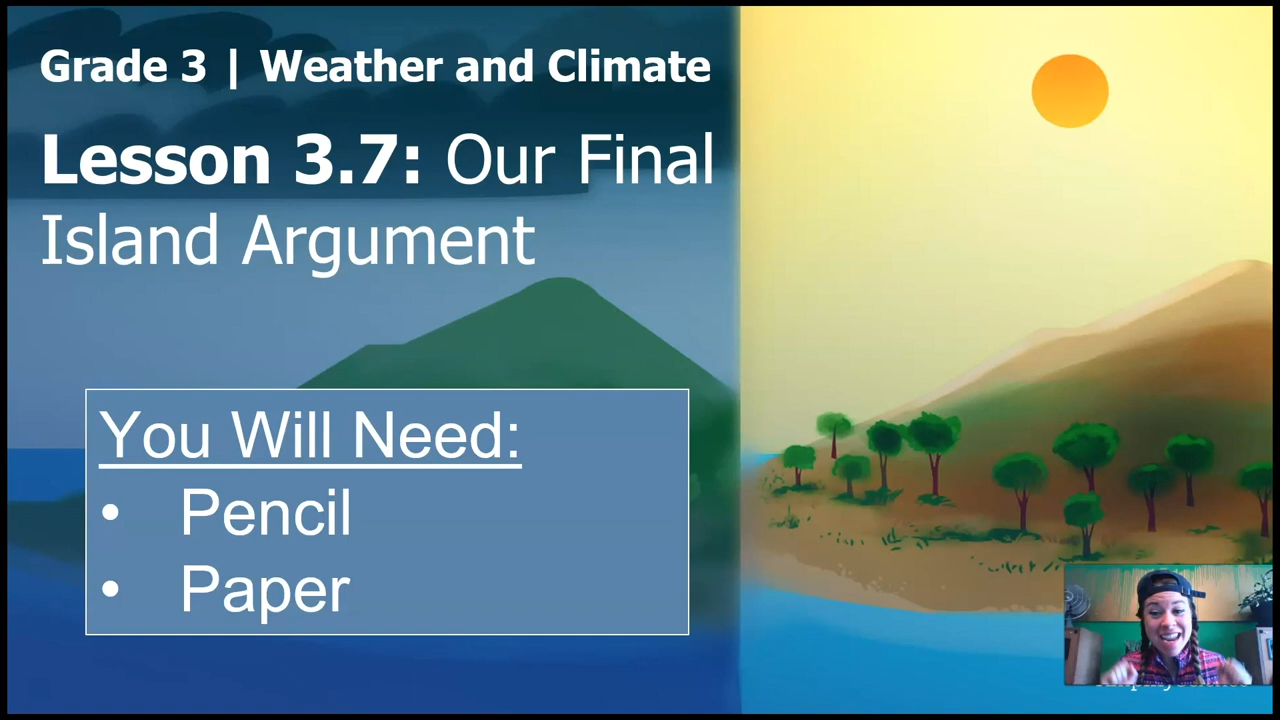 Grade 3 | Weather and Climate
Lesson 3.7: Our Final
Island Argument
You Will Need:
• Pencil
• Paper